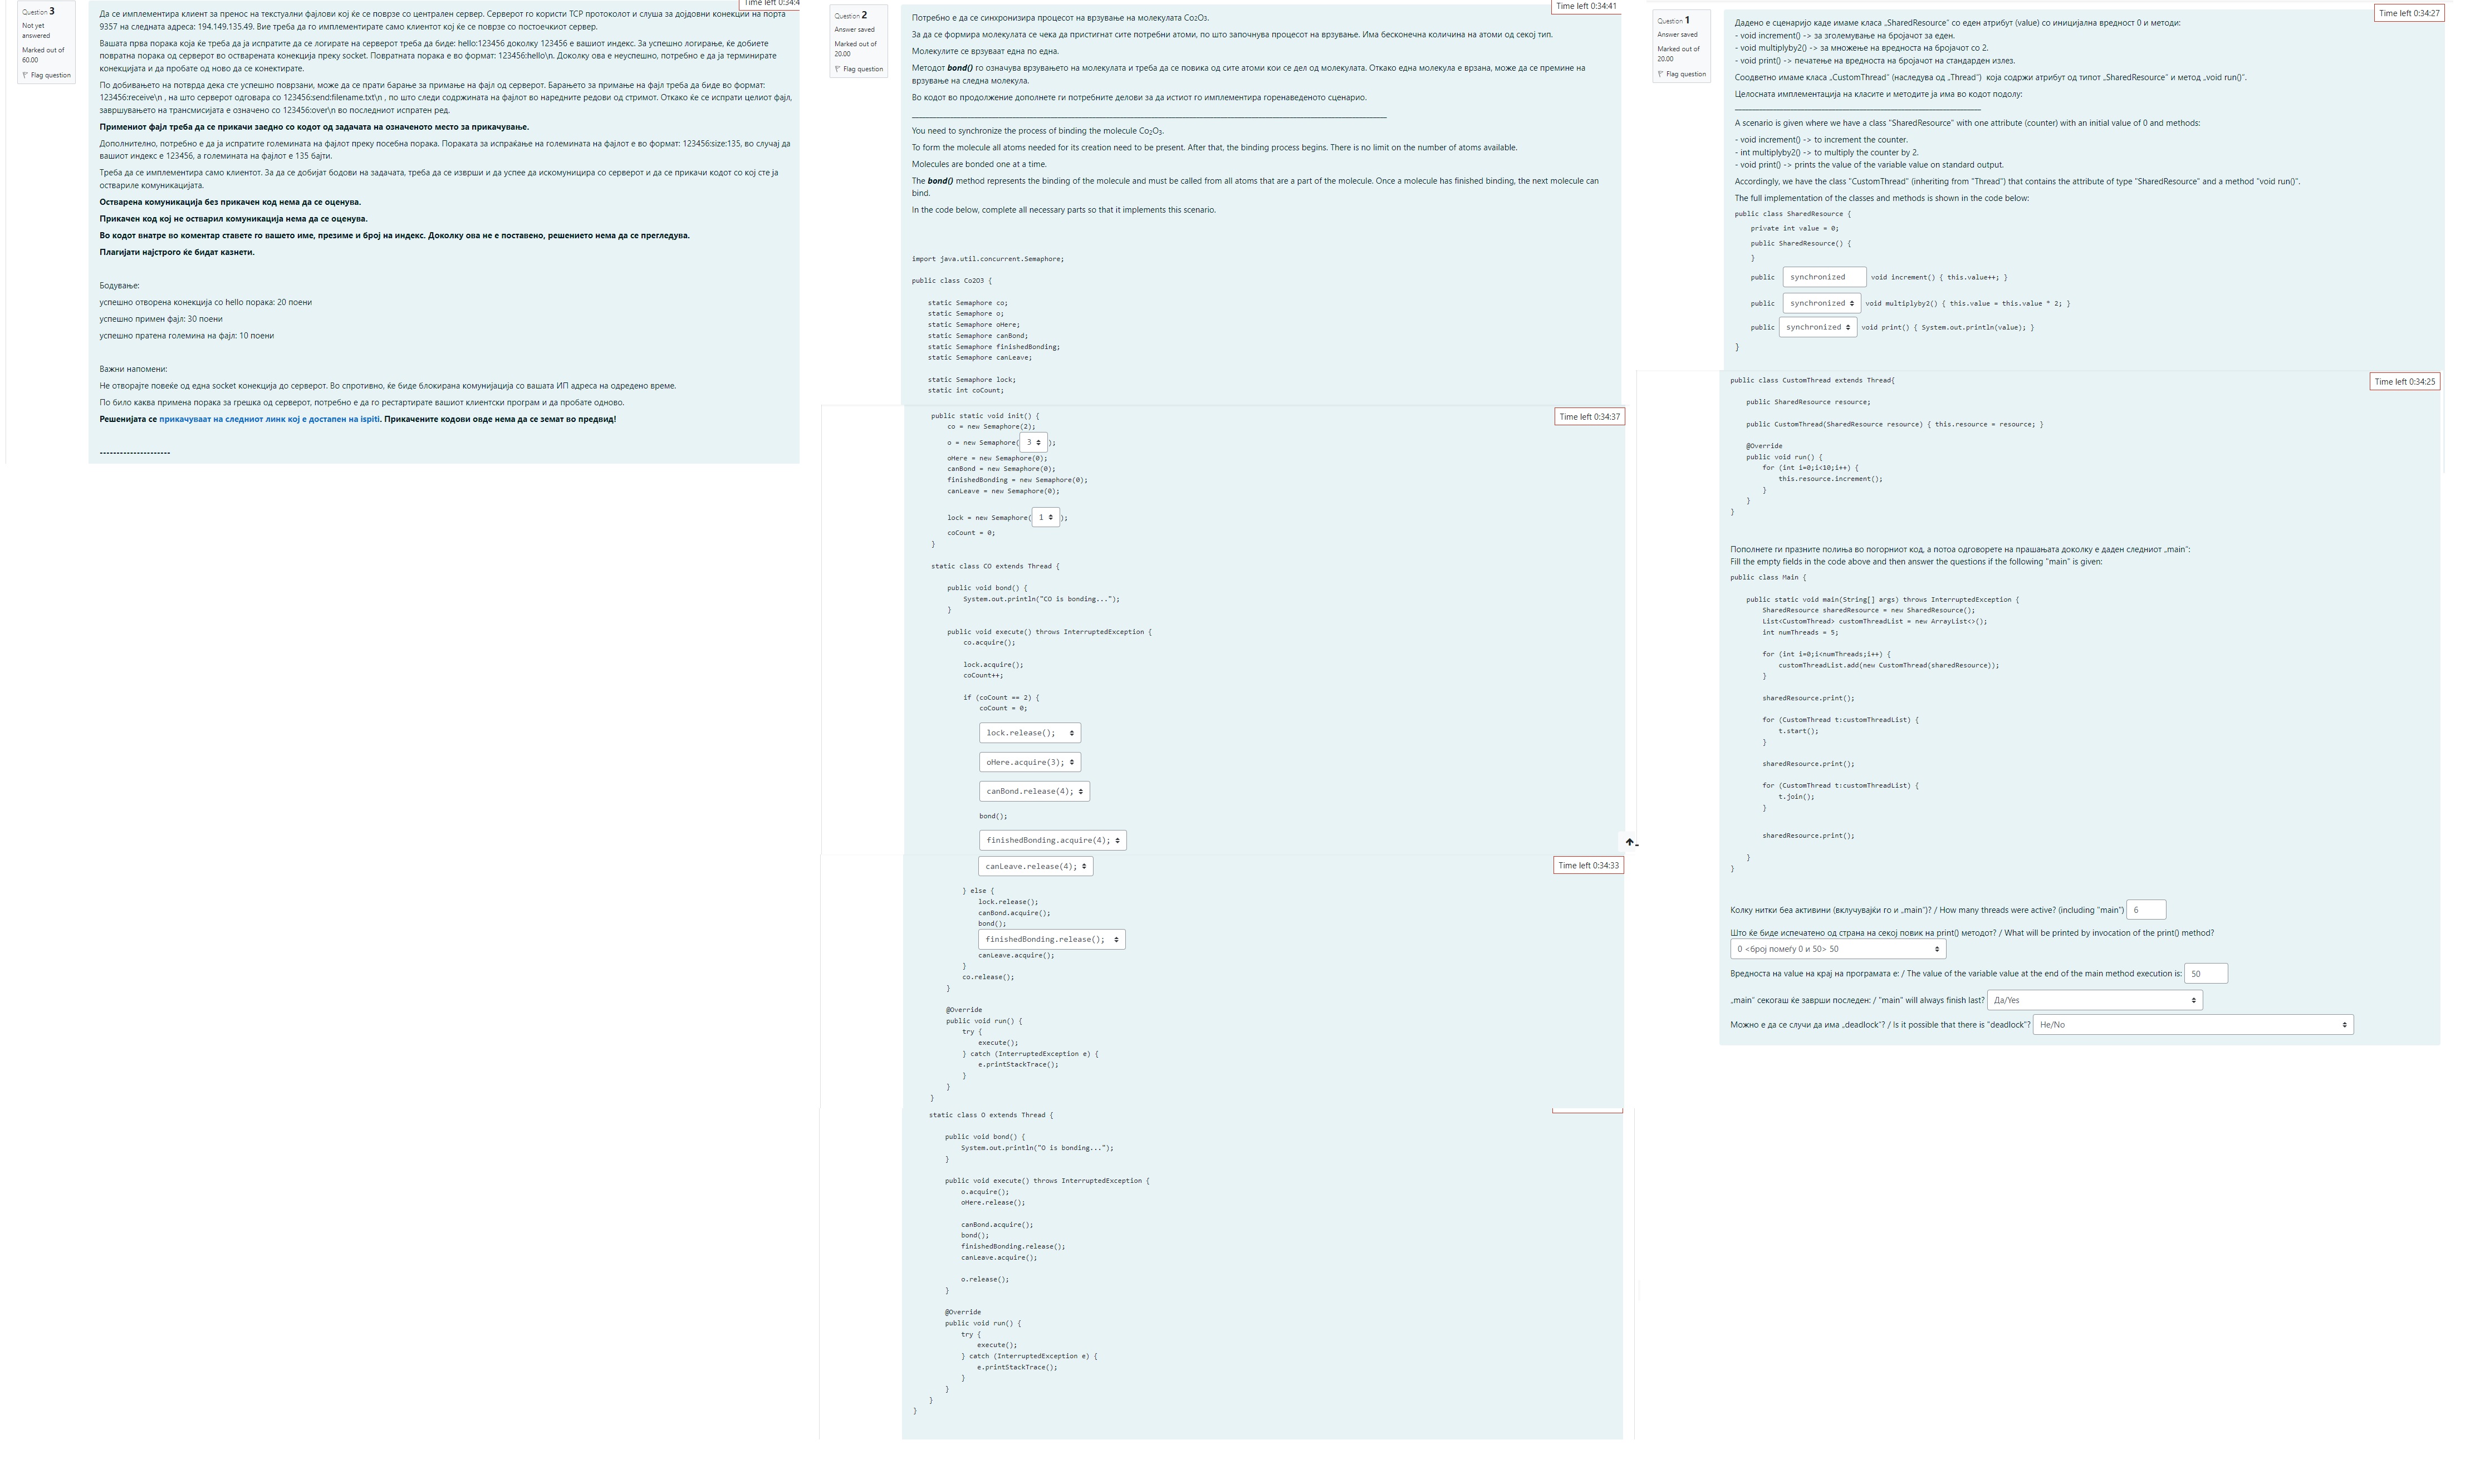 Question 3
Not yet
answered
Marked out of
60.00
Flag question
Time left 0:34:4
Да се имплементира клиент за пренос на текстуални фајлови кој ќе се поврзе со централен сервер. Серверот го користи TCP протоколот и слуша за дојдовни конекции на порта
9357 на следната адреса: 194.149.135.49. Вие треба да го имплементирате само клиентот кој ќе се поврзе со постоечкиот сервер.
Вашата прва порака која ќе треба да ја испратите да се логирате на серверот треба да биде: hello:123456 доколку 123456 е вашиот индекс. За успешно логирање, ќе добиете
повратна порака од серверот во остварената конекција преку socket. Повратната порака е во формат: 123456:hello\n. Доколку ова е неуспешно, потребно е да ја терминирате
конекцијата и да пробате од ново да се конектирате.
По добивањето на потврда дека сте успешно поврзани, може да се прати барање за примање на фајл од серверот. Барањето за примање на фајл треба да биде во формат:
123456:receive\n , на што серверот одговара со 123456:send:filename.txt\n , по што следи содржината на фајлот во наредните редови од стримот. Откако ќе се испрати целиот фајл,
завршувањето на трансмисијата е означено со 123456:over\n во последниот испратен ред.
Примениот фајл треба да се прикачи заедно со кодот од задачата на означеното место за прикачување.
Дополнително, потребно е да ја испратите големината на фајлот преку посебна порака. Пораката за испраќање на големината на фајлот е во формат: 123456:size:135, во случај да
вашиот индекс е 123456, а големината на фајлот е 135 бајти.
Треба да се имплементира само клиентот. За да се добијат бодови на задачата, треба да се изврши и да успее да искомуницира со серверот и да се прикачи кодот со кој сте ја
оствариле комуникацијата.
Остварена комуникација без прикачен код нема да се оценува.
Прикачен код кој не остварил комуникација нема да се оценува.
Во кодот внатре во коментар ставете го вашето име, презиме и број на индекс. Доколку ова не е поставено, решението нема да се прегледува.
Плагијати најстрого ќе бидат казнети.
Бодување:
успешно отворена конекција со hello порака: 20 поени
успешно примен фајл: 30 поени
успешно пратена големина на фајл: 10 поени
Важни напомени:
Не отворајте повеќе од една socket конекција до серверот. Во спротивно, ќе биде блокирана комунијација со вашата ИП адреса на одредено време.
По било каква примена порака за грешка од серверот, потребно е да го рестартирате вашиот клиентски програм и да пробате одново.
Решенијата се прикачуваат на следниот линк кој е достапен на ispiti. Прикачените кодови овде нема да се земат во предвид!
--------------------
Question 2
Answer saved
Marked out of
20.00
Flag question
Time left 0:34:41
Потребно е да се синхронизира процесот на врзување на молекулата Co₂O₃.
За да се формира молекулата се чека да пристигнат сите потребни атоми, по што започнува процесот на врзување. Има бесконечна количина на атоми од секој тип.
Молекулите се врзуваат една по една.
Методот bond() го означува врзувањето на молекулата и треба да се повика од сите атоми кои се дел од молекулата. Откако една молекула е врзана, може да се премине на
врзување на следна молекула.
Во кодот во продолжение дополнете ги потребните делови за да истиот го имплементира горенаведеното сценарио.
You need to synchronize the process of binding the molecule Co₂O₃.
To form the molecule all atoms needed for its creation need to be present. After that, the binding process begins. There is no limit on the number of atoms available.
Molecules are bonded one at a time.
The bond() method represents the binding of the molecule and must be called from all atoms that are a part of the molecule. Once a molecule has finished binding, the next molecule can
bind.
In the code below, complete all necessary parts so that it implements this scenario.
import java.util.concurrent.Semaphore;
public class Co2O3 {
static Semaphore co;
static Semaphore o;
static Semaphore oHere;
static Semaphore canBond;
static Semaphore finishedBonding;
static Semaphore canLeave;
static Semaphore lock;
static int coCount;
Time left 0:34:37
public static void init() {
co = new Semaphore(2);
o = new Semaphore( 3 );
oHere = new Semaphore(0);
canBond = new Semaphore(0);
finishedBonding = new Semaphore(0);
canLeave = new Semaphore(0);
lock = new Semaphore( 1 );
coCount = 0;
}
static class CO extends Thread {
public void bond() {
System.out.println("CO is bonding...");
}
public void execute() throws InterruptedException {
co.acquire();
lock.acquire();
coCount++;
if (coCount == 2) {
coCount = 0;
lock.release();
oHere.acquire(3);
canBond.release(4);
bond();
finishedBonding.acquire(4);
canLeave.release(4);
Time left 0:34:33
} else {
lock.release();
canBond.acquire();
bond();
finishedBonding.release();
canLeave.acquire();
}
co.release();
}
@Override
public void run() {
try {
execute();
} catch (InterruptedException e) {
e.printStackTrace();
}
}
}
static class O extends Thread {
public void bond() {
System.out.println("O is bonding...");
}
public void execute() throws InterruptedException {
o.acquire();
oHere.release();
canBond.acquire();
bond();
finishedBonding.release();
canLeave.acquire();
o.release();
}
@Override
public void run() {
try {
execute();
} catch (InterruptedException e) {
e.printStackTrace();
}
}
}
}
Question 1
Answer saved
Marked out of
20.00
Flag question
Time left 0:34:27
Дадено е сценаријо каде имаме класа „SharedResource“ со еден атрибут (value) со иницијална вредност 0 и методи:
- void increment() -> за зголемување на бројачот за еден.
- void multiplyby2() -> за множење на вредноста на бројачот со 2.
- void print() -> печатење на вредноста на бројачот на стандарден излез.
Соодветно имаме класа „CustomThread“ (наследува од „Thread“) која содржи атрибут од типот „SharedResource“ и метод „void run()“.
Целосната имплементација на класите и методите ја има во кодот подолу:
A scenario is given where we have a class "SharedResource" with one attribute (counter) with an initial value of 0 and methods:
- void increment() -> to increment the counter.
- int multiplyby2() -> to multiply the counter by 2.
- void print() -> prints the value of the variable value on standard output.
Accordingly, we have the class "CustomThread" (inheriting from "Thread") that contains the attribute of type "SharedResource" and a method "void run()".
The full implementation of the classes and methods is shown in the code below:
public class SharedResource {
private int value = 0;
public SharedResource() {
}
public synchronized void increment() { this.value++; }
public synchronized void multiplyby2() { this.value = this.value * 2; }
public synchronized void print() { System.out.println(value); }
}
Time left 0:34:25
public class CustomThread extends Thread{
public SharedResource resource;
public CustomThread(SharedResource resource) { this.resource = resource; }
@Override
public void run() {
for (int i=0;i<10;i++) {
this.resource.increment();
}
}
}
Пополнете ги празните полиња во погорниот код, а потоа одговорете на прашањата доколку е даден следниот „main“:
Fill the empty fields in the code above and then answer the questions if the following "main" is given:
public class Main {
public static void main(String[] args) throws InterruptedException {
SharedResource sharedResource = new SharedResource();
List<CustomThread> customThreadList = new ArrayList<>();
int numThreads = 5;
for (int i=0;i<numThreads;i++) {
customThreadList.add(new CustomThread(sharedResource));
}
sharedResource.print();
for (CustomThread t:customThreadList) {
t.start();
}
sharedResource.print();
for (CustomThread t:customThreadList) {
t.join();
}
sharedResource.print();
}
}
Колку нитки беа активини (вклучувајќи го и „main“)? / How many threads were active? (including "main") 6
Што ќе биде испечатено од страна на секој повик на print() методот? / What will be printed by invocation of the print() method?
0 <број помеѓу 0 и 50> 50
Вредноста на value на крај на програмата е: / The value of the variable value at the end of the main method execution is: 50
„main“ секогаш ќе заврши последен: / "main" will always finish last? Да/Yes
Можно е да се случи да има „deadlock“? / Is it possible that there is "deadlock"? Не/No